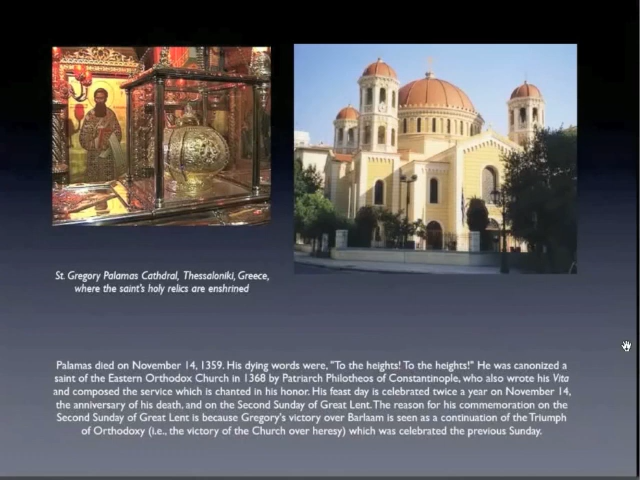 St. Gregory Palamas Cathdral, Thessaloniki, Greece,
where the saint's holy relics are enshrined
Palamas died on November 14, 1359. His dying words were, "To the heights! To the heights!" He was canonized a
saint of the Eastern Orthodox Church in 1368 by Patriarch Philotheos of Constantinople, who also wrote his Vita
and composed the service which is chanted in his honor. His feast day is celebrated twice a year on November 14,
the anniversary of his death, and on the Second Sunday of Great Lent. The reason for his commemoration on the
Second Sunday of Great Lent is because Gregory's victory over Barlaam is seen as a continuation of the Triumph
of Orthodoxy (i.e., the victory of the Church over heresy) which was celebrated the previous Sunday.